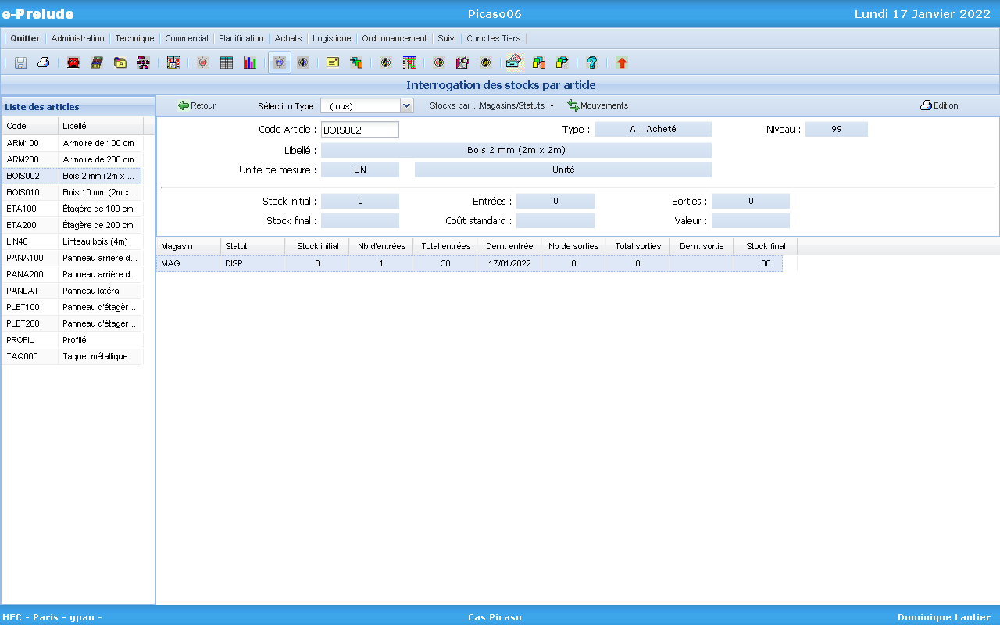 e-Prelude Picaso06 Lundi 17 Janvier 2022
Quitter Administration Technique Commercial Planification Achats Logistique Ordonnancement Suivi Comptes Tiers
Interrogation des stocks par article
Liste des articles
Code Libellé
ARM100 Armoire de 100 cm
ARM200 Armoire de 200 cm
BOIS002 Bois 2 mm (2m x ...
BOIS010 Bois 10 mm (2m x...
ETA100 Étagère de 100 cm
ETA200 Étagère de 200 cm
LIN40 Linteau bois (4m)
PANA100 Panneau arrière d...
PANA200 Panneau arrière d...
PANLAT Panneau latéral
PLET100 Panneau d'étagèr...
PLET200 Panneau d'étagèr...
PROFIL Profilé
TAQ000 Taquet métallique
Retour Sélection Type : (tous) Stocks par ...Magasins/Statuts Mouvements Edition
Code Article : BOIS002 Type : A : Acheté Niveau : 99
Libellé : Bois 2 mm (2m x 2m)
Unité de mesure : UN Unité
Stock initial : 0 Entrées : 0 Sorties : 0
Stock final : Coût standard : Valeur :
Magasin Statut Stock initial Nb d'entrées Total entrées Dern. entrée Nb de sorties Total sorties Dern. sortie Stock final
MAG DISP 0 1 30 17/01/2022 0 0 30
HEC - Paris - gpao - Cas Picaso Dominique Lautier